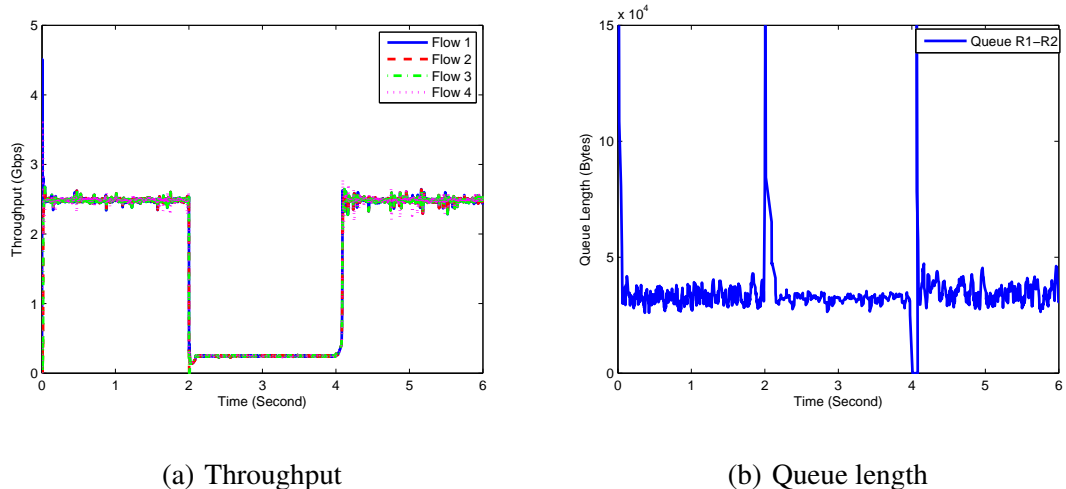 5
4
3
2
1
0
0 1 2 3 4 5 6
Throughput (Gbps)
Time (Second)
Flow 1
Flow 2
Flow 3
Flow 4
(a) Throughput
x 10⁴
15
10
5
0
0 1 2 3 4 5 6
Queue Length (Bytes)
Time (Second)
Queue R1−R2
(b) Queue length